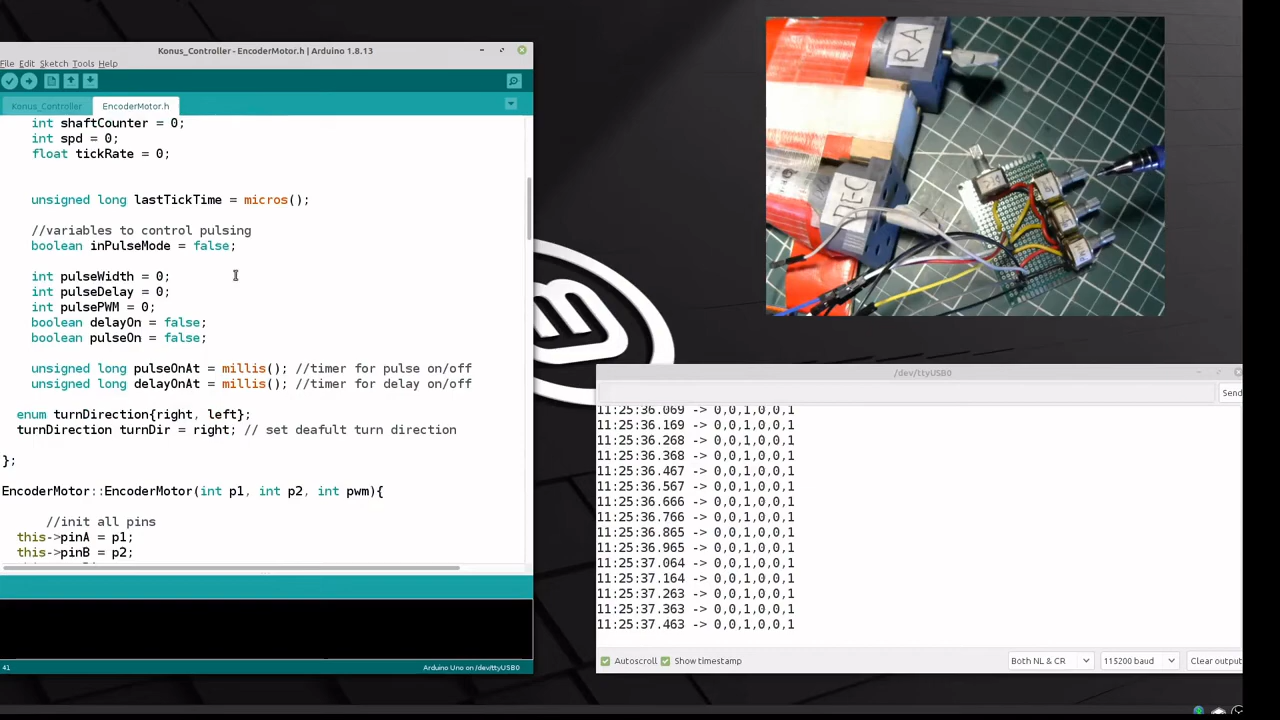 Konus_Controller - EncoderMotor.h | Arduino 1.8.13
File Edit Sketch Tools Help
Konus_Controller EncoderMotor.h
int shaftCounter = 0;
int spd = 0;
float tickRate = 0;
unsigned long lastTickTime = micros();
//variables to control pulsing
boolean inPulseMode = false;
int pulseWidth = 0;
int pulseDelay = 0;
int pulsePWM = 0;
boolean delayOn = false;
boolean pulseOn = false;
unsigned long pulseOnAt = millis(); //timer for pulse on/off
unsigned long delayOnAt = millis(); //timer for delay on/off
enum turnDirection{right, left};
turnDirection turnDir = right; // set deafult turn direction
};
EncoderMotor::EncoderMotor(int p1, int p2, int pwm){
//init all pins
this->pinA = p1;
this->pinB = p2;
41
Arduino Uno on /dev/ttyUSB0
RA
DEC
/dev/ttyUSB0
Send
11:25:36.069 -> 0,0,1,0,0,1
11:25:36.169 -> 0,0,1,0,0,1
11:25:36.268 -> 0,0,1,0,0,1
11:25:36.368 -> 0,0,1,0,0,1
11:25:36.467 -> 0,0,1,0,0,1
11:25:36.567 -> 0,0,1,0,0,1
11:25:36.666 -> 0,0,1,0,0,1
11:25:36.766 -> 0,0,1,0,0,1
11:25:36.865 -> 0,0,1,0,0,1
11:25:36.965 -> 0,0,1,0,0,1
11:25:37.064 -> 0,0,1,0,0,1
11:25:37.164 -> 0,0,1,0,0,1
11:25:37.263 -> 0,0,1,0,0,1
11:25:37.363 -> 0,0,1,0,0,1
11:25:37.463 -> 0,0,1,0,0,1
Autoscroll Show timestamp Both NL & CR 115200 baud Clear output